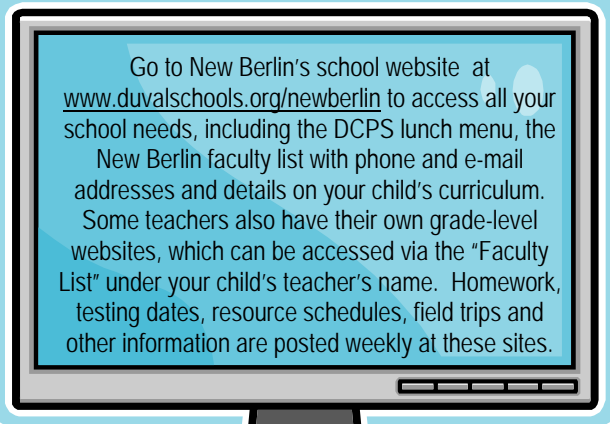 Go to New Berlin's school website  at
www.duvalschools.org/newberlin to access all your
school needs, including the DCPS lunch menu, the
New Berlin faculty list with phone and e-mail
addresses and details on your child's curriculum.
Some teachers also have their own grade-level
websites, which can be accessed via the "Faculty
List" under your child's teacher's name.  Homework,
testing dates, resource schedules, field trips and
other information are posted weekly at these sites.